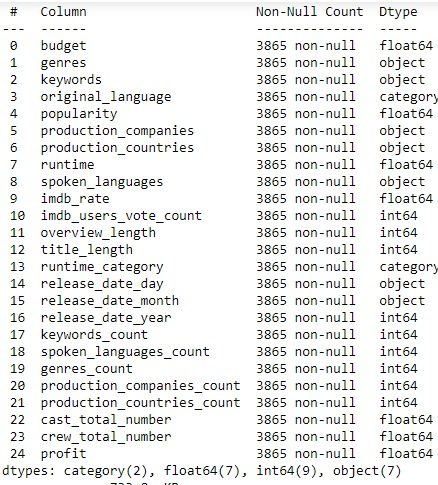 #   Column                      Non-Null Count  Dtype
---  ------                      --------------  -----
0   budget                      3865 non-null   float64
1   genres                      3865 non-null   object
2   keywords                    3865 non-null   object
3   original_language           3865 non-null   category
4   popularity                  3865 non-null   float64
5   production_companies        3865 non-null   object
6   production_countries        3865 non-null   object
7   runtime                     3865 non-null   float64
8   spoken_languages            3865 non-null   object
9   imdb_rate                   3865 non-null   float64
10  imdb_users_vote_count       3865 non-null   int64
11  overview_length             3865 non-null   int64
12  title_length                3865 non-null   int64
13  runtime_category            3865 non-null   category
14  release_date_day            3865 non-null   object
15  release_date_month          3865 non-null   object
16  release_date_year           3865 non-null   int64
17  keywords_count              3865 non-null   int64
18  spoken_languages_count      3865 non-null   int64
19  genres_count                3865 non-null   int64
20  production_companies_count  3865 non-null   int64
21  production_countries_count  3865 non-null   int64
22  cast_total_number           3865 non-null   float64
23  crew_total_number           3865 non-null   float64
24  profit                      3865 non-null   float64
dtypes: category(2), float64(7), int64(9), object(7)